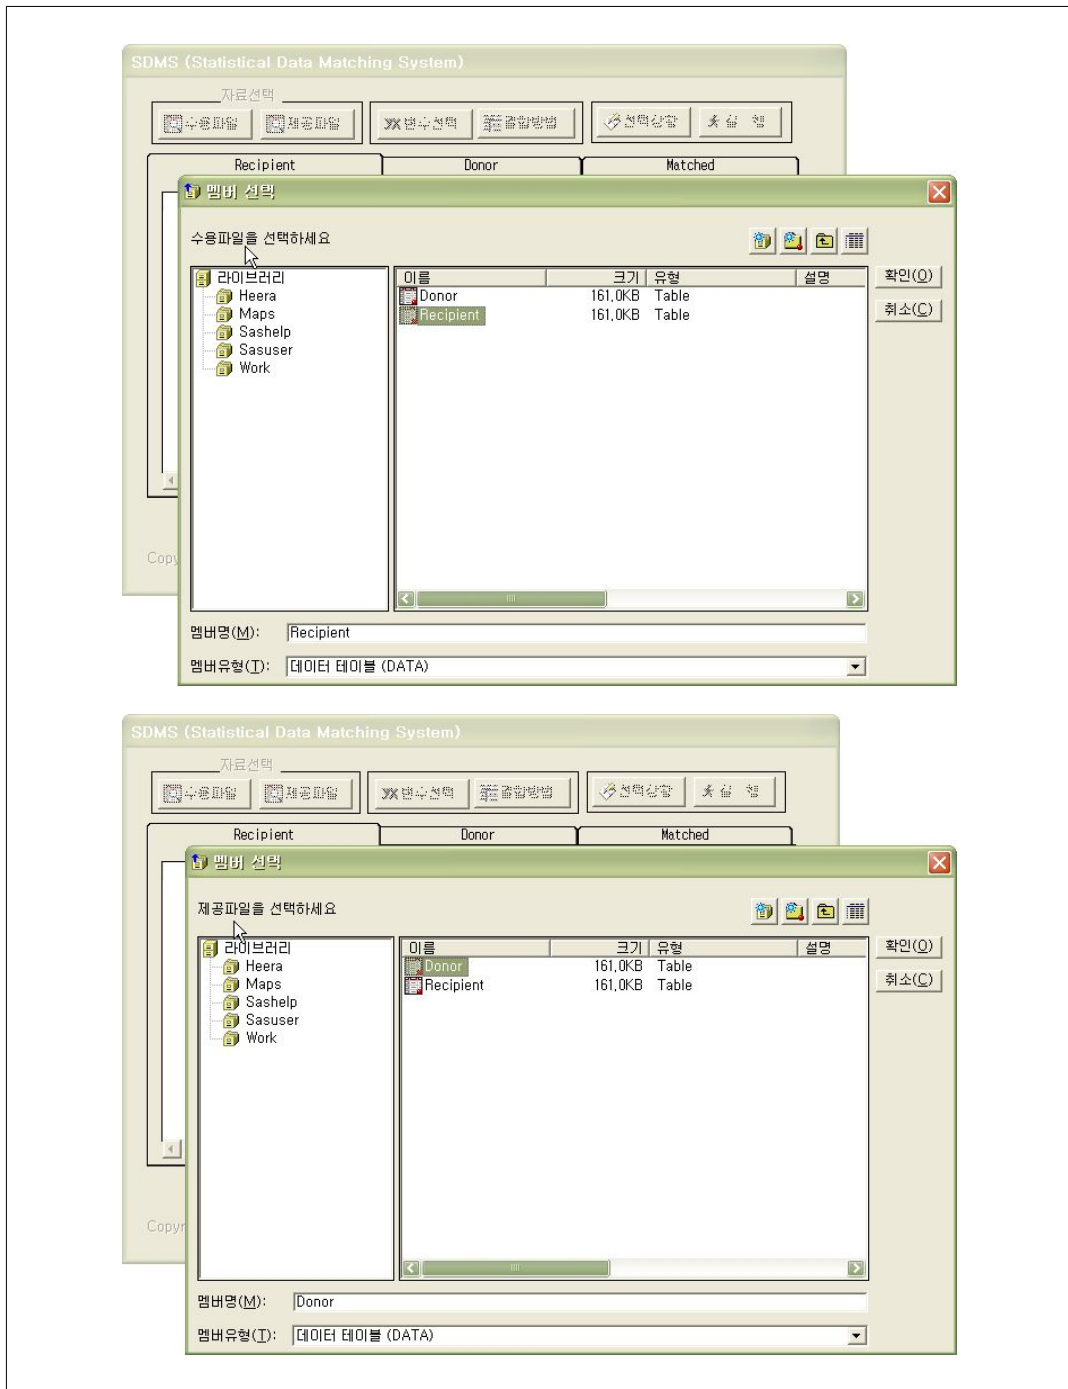 SDMS (Statistical Data Matching System)
자료선택
수용파일 제공파일 변수선택 결합방법 선택상황 실 행
Recipient Donor Matched
멤버 선택
수용파일을 선택하세요
라이브러리 이름 크기 유형 설명 확인(O)
Heera Donor 161,0KB Table
Maps Recipient 161,0KB Table 취소(C)
Sashelp
Sasuser
Work
Copy
멤버명(M): Recipient
멤버유형(T): 데이터 테이블 (DATA)
SDMS (Statistical Data Matching System)
자료선택
수용파일 제공파일 변수선택 결합방법 선택상황 실 행
Recipient Donor Matched
멤버 선택
제공파일을 선택하세요
라이브러리 이름 크기 유형 설명 확인(O)
Heera Donor 161,0KB Table
Maps Recipient 161,0KB Table 취소(C)
Sashelp
Sasuser
Work
Copyr
멤버명(M): Donor
멤버유형(T): 데이터 테이블 (DATA)